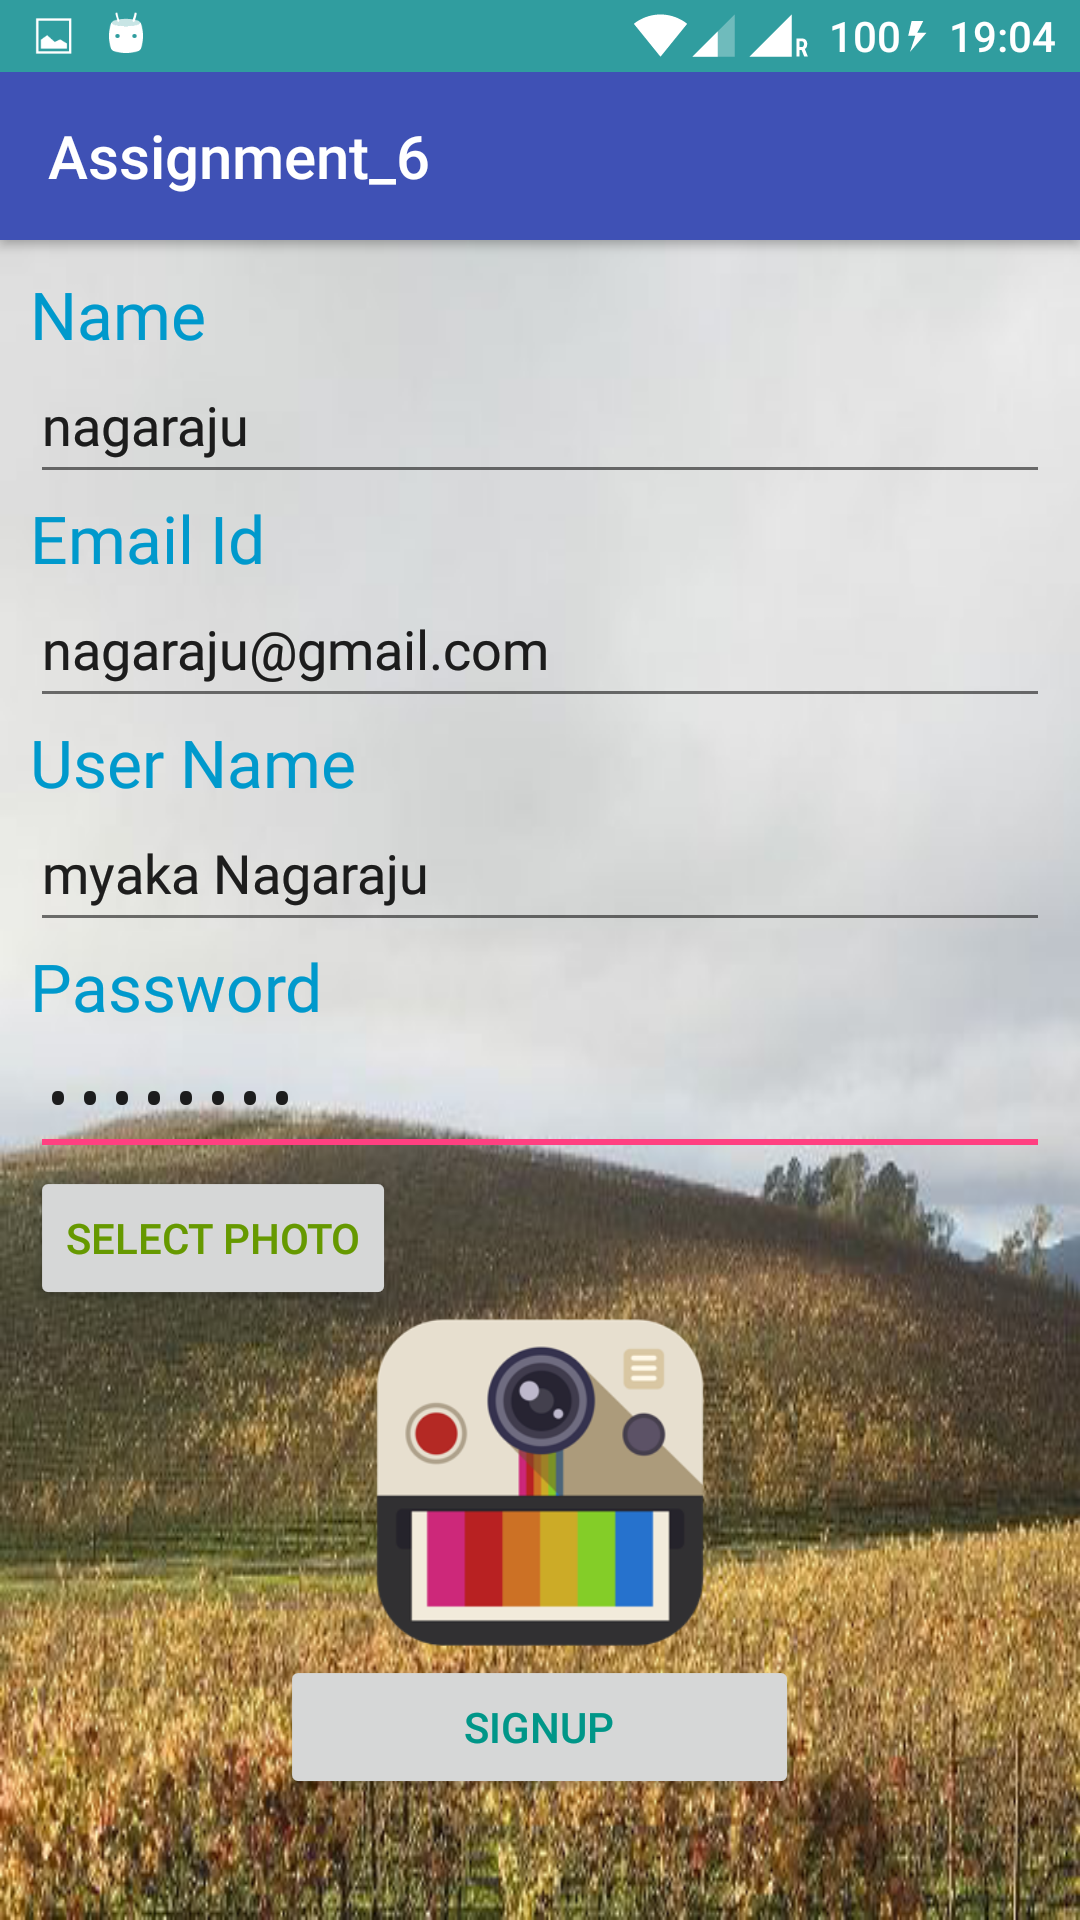 R 100 19:04
Assignment_6
Name
nagaraju
Email Id
nagaraju@gmail.com
User Name
myaka Nagaraju
Password
........
SELECT PHOTO
SIGNUP